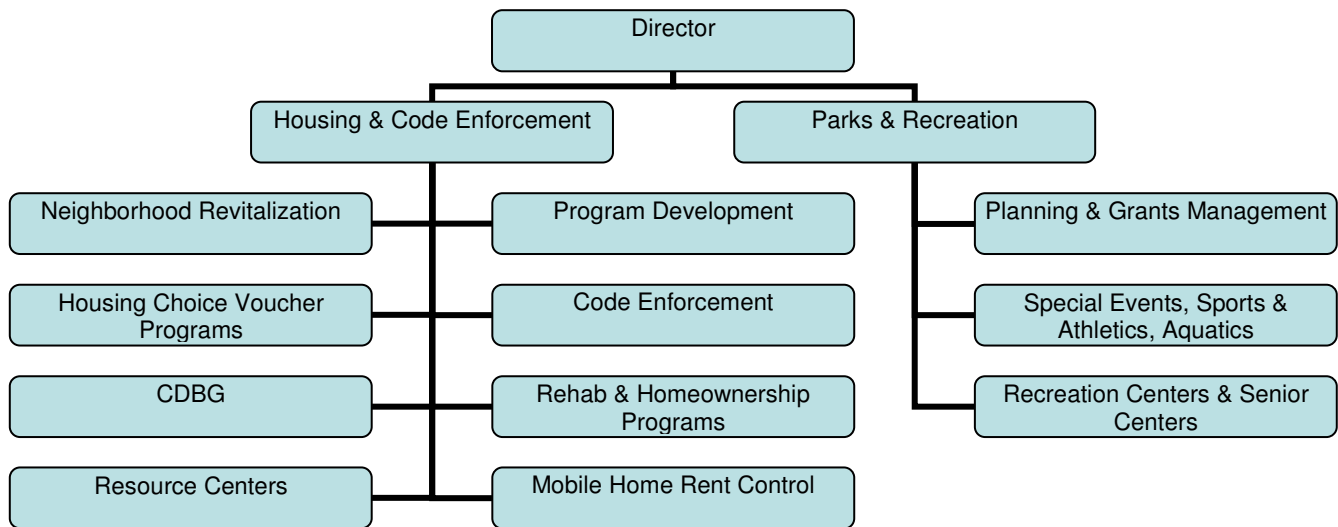 Director
Housing & Code Enforcement
Parks & Recreation
Neighborhood Revitalization
Program Development
Planning & Grants Management
Housing Choice Voucher
Programs
Code Enforcement
Special Events, Sports &
Athletics, Aquatics
CDBG
Rehab & Homeownership
Programs
Recreation Centers & Senior
Centers
Resource Centers
Mobile Home Rent Control